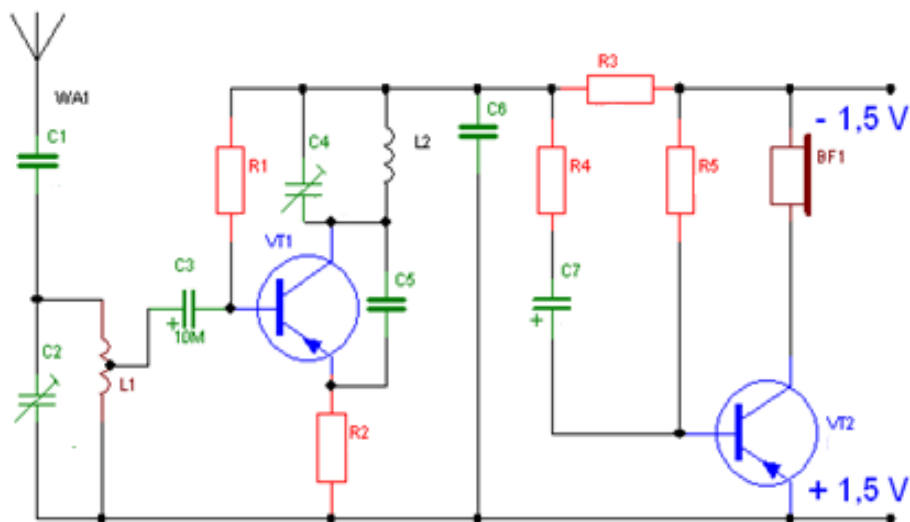 WA1
C1
C2
L1
C3
+
10M
R1
VT1
C4
L2
C5
R2
C6
R3
R4
C7
+
R5
- 1,5 V
BF1
VT2
+ 1,5 V